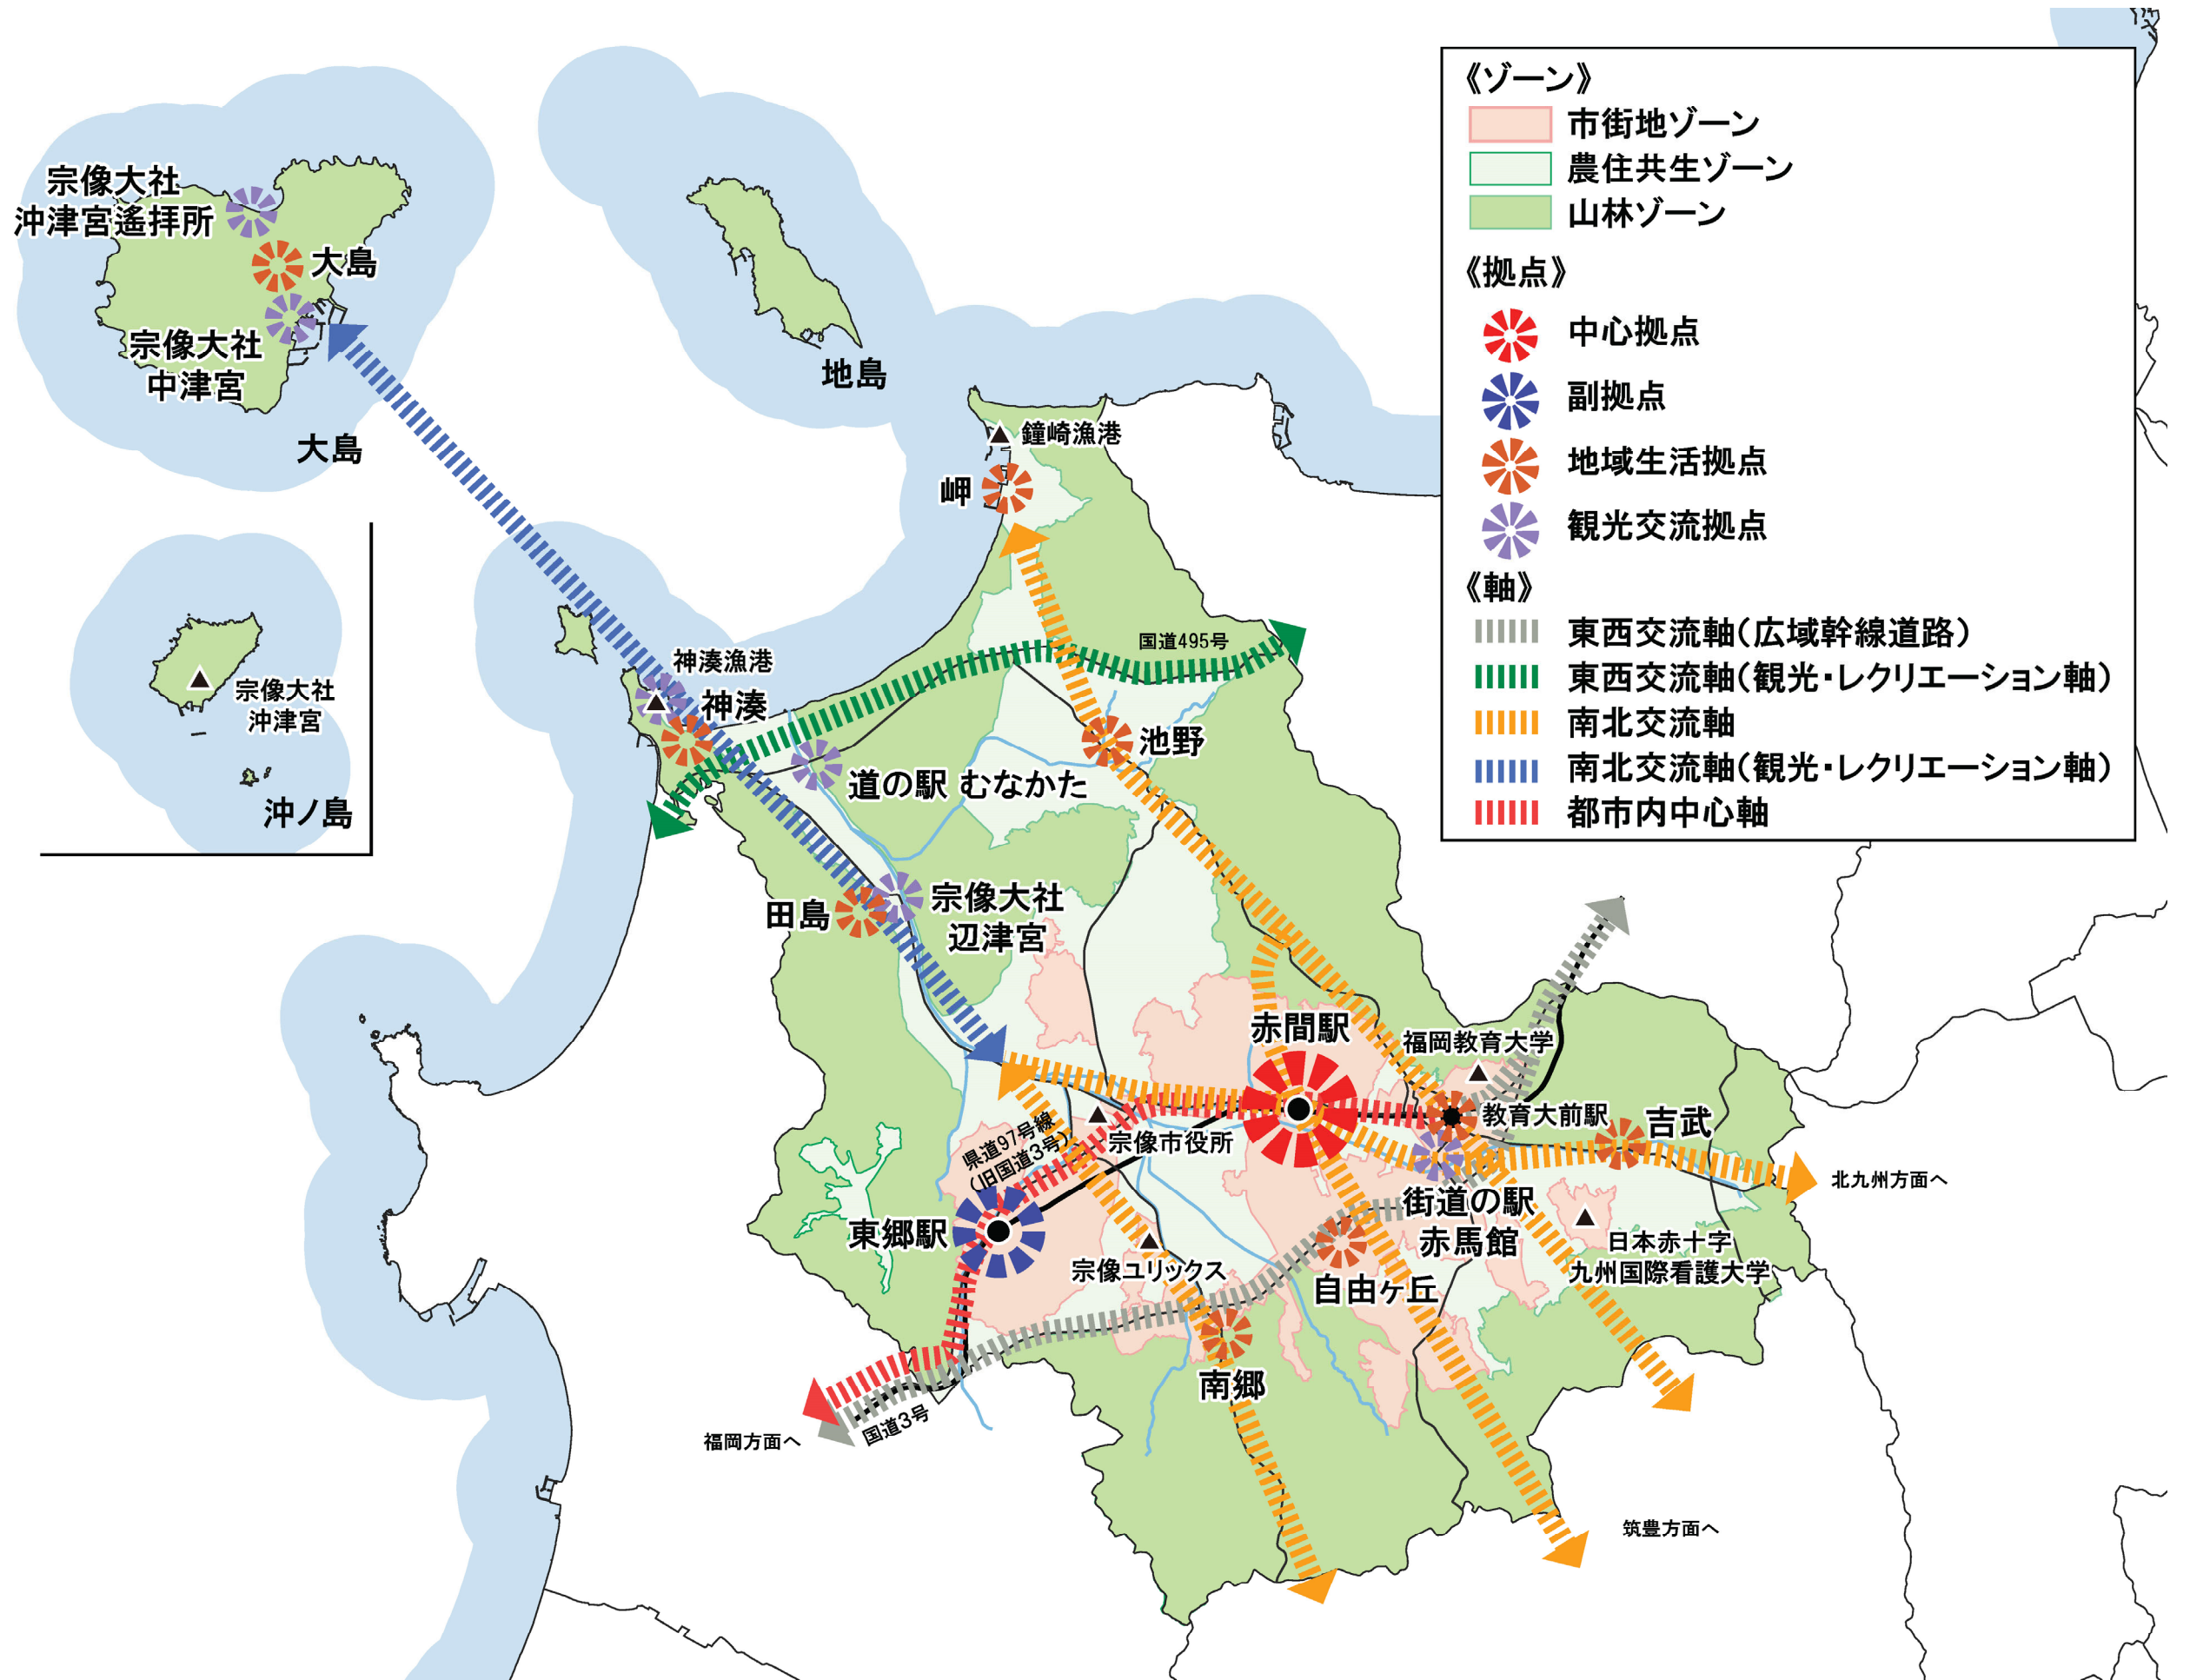 《ゾーン》
市街地ゾーン
農住共生ゾーン
山林ゾーン
《拠点》
中心拠点
副拠点
地域生活拠点
観光交流拠点
《軸》
東西交流軸（広域幹線道路）
東西交流軸（観光・レクリエーション軸）
南北交流軸
南北交流軸（観光・レクリエーション軸）
都市内中心軸
宗像大社
沖津宮遙拝所
大島
宗像大社
中津宮
大島
地島
鐘崎漁港
岬
宗像大社
沖津宮
沖ノ島
国道495号
神湊漁港
神湊
池野
道の駅 むなかた
田島
宗像大社
辺津宮
赤間駅
福岡教育大学
教育大前駅
吉武
宗像市役所
県道97号線
（旧国道3号）
北九州方面へ
街道の駅
赤馬館
東郷駅
日本赤十字
九州国際看護大学
宗像ユリックス
自由ヶ丘
南郷
国道3号
福岡方面へ
筑豊方面へ